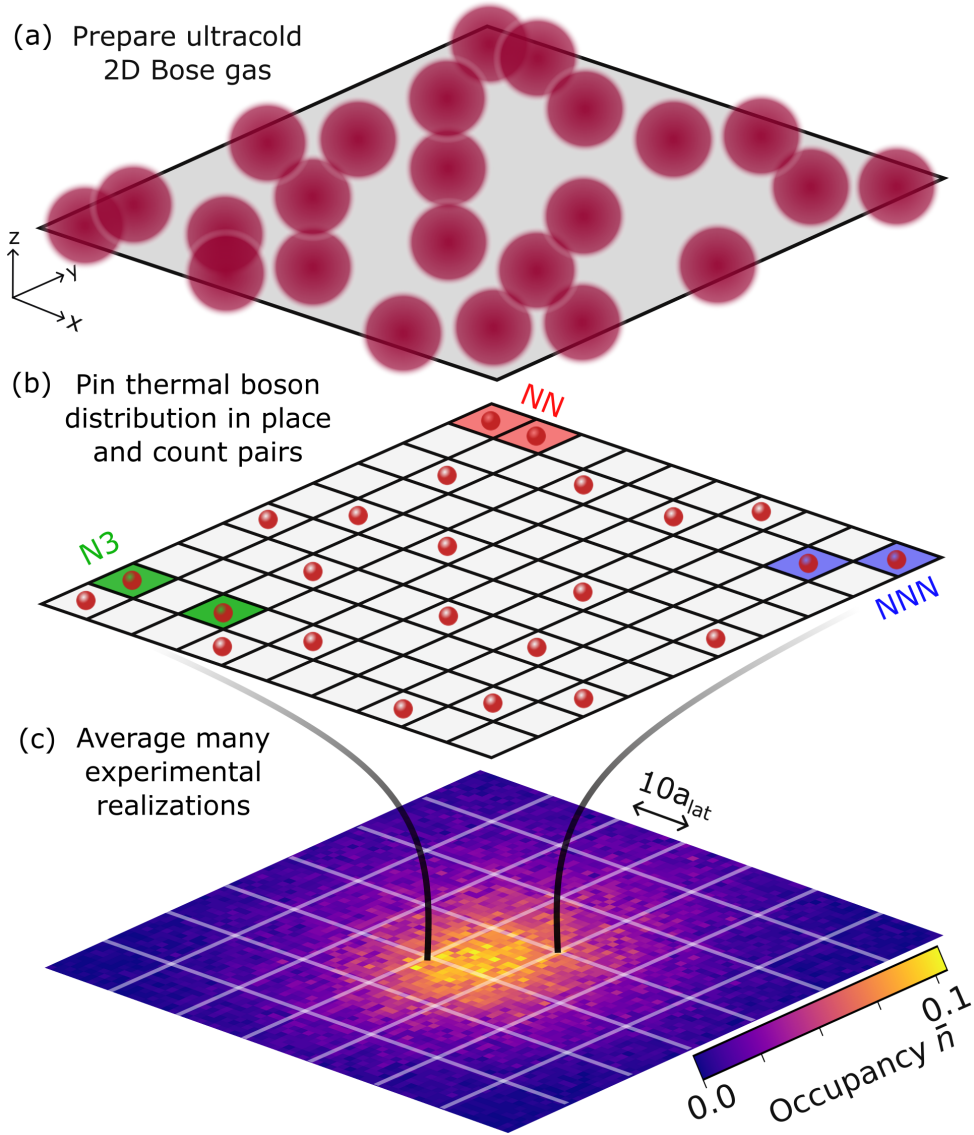 (a) Prepare ultracold
2D Bose gas
z
y
x
(b) Pin thermal boson
distribution in place
and count pairs
NN
N3
NNN
(c) Average many
experimental
realizations
10a_lat
0.0
0.1
Occupancy n̄